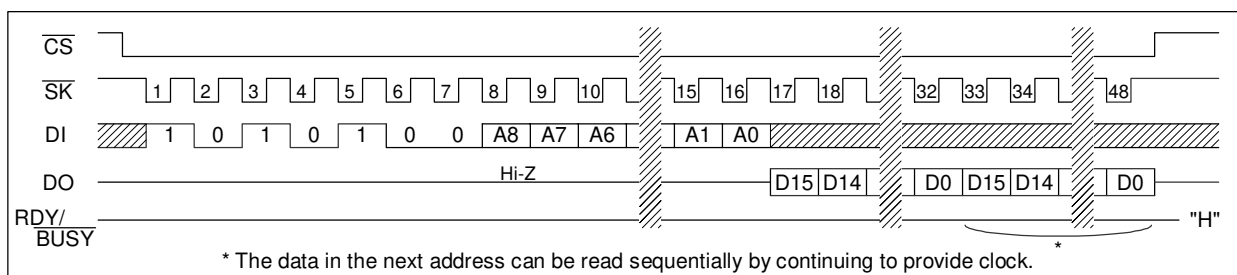 CS
SK 1 2 3 4 5 6 7 8 9 10 15 16 17 18 32 33 34 48
DI 1 0 1 0 1 0 0 A8 A7 A6 A1 A0
DO Hi-Z D15 D14 D0 D15 D14 D0
RDY/
BUSY "H"
*
* The data in the next address can be read sequentially by continuing to provide clock.